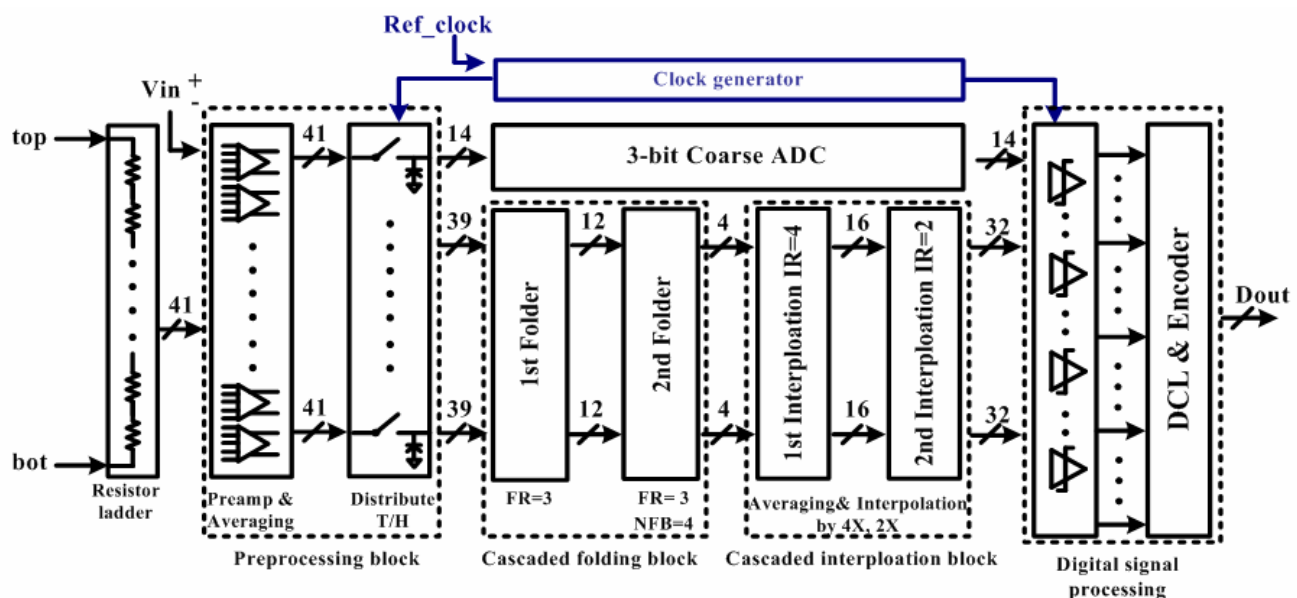 Ref_clock
Clock generator
Vin + -
top
bot
41
Resistor
ladder
41
41
Preamp &
Averaging
Distribute
T/H
Preprocessing block
14
3-bit Coarse ADC
14
39
39
1st Folder
12
12
2nd Folder
FR=3
FR= 3
NFB=4
Cascaded folding block
4
4
1st Interploation IR=4
16
16
2nd Interploation IR=2
32
32
Averaging& Interpolation
by 4X, 2X
Cascaded interploation block
DCL & Encoder
Dout
Digital signal
processing